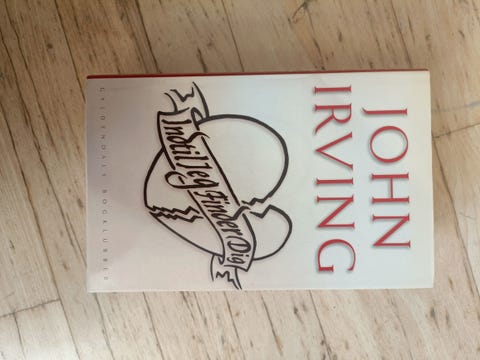 JOHN
IRVING
Indtil jeg Finder Dig
GYLDENDALS BOGKLUBBER